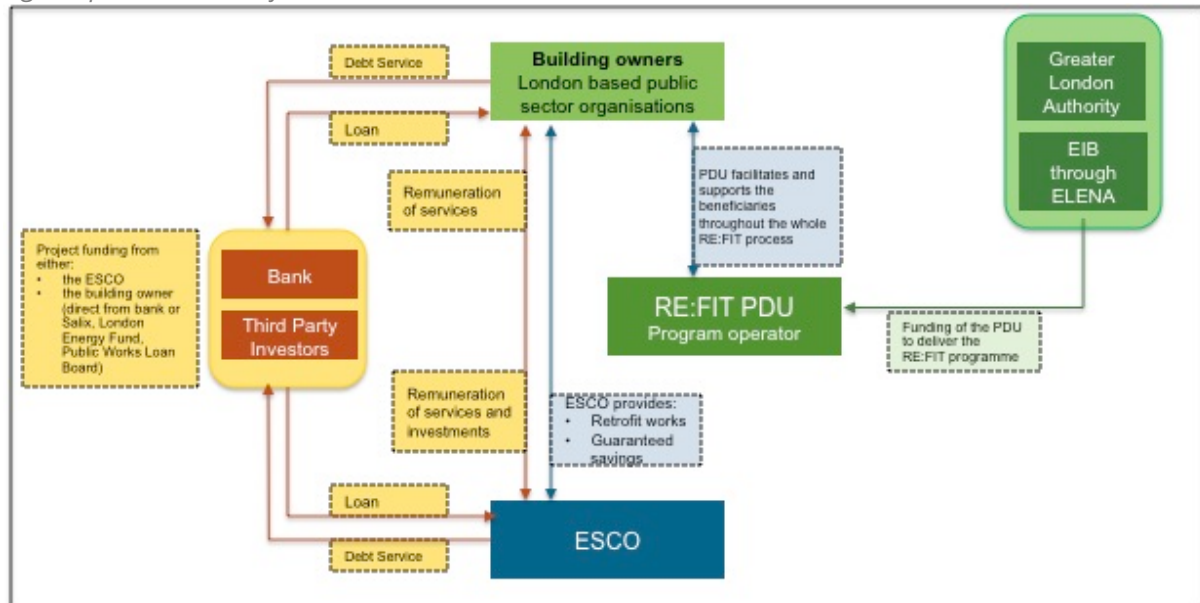 Debt Service
Building owners
London based public
sector organisations
Greater
London
Authority
Loan
EIB
through
ELENA
PDU facilitates and
supports the
beneficiaries
throughout the whole
RE:FIT process
Remuneration
of services
Project funding from
either:
• the ESCO
• the building owner
(direct from bank or
Salix, London
Energy Fund,
Public Works Loan
Board)
Bank
Third Party
Investors
RE:FIT PDU
Program operator
Funding of the PDU
to deliver the
RE:FIT programme
Remuneration
of services and
investments
ESCO provides:
• Retrofit works
• Guaranteed
savings
Loan
ESCO
Debt Service